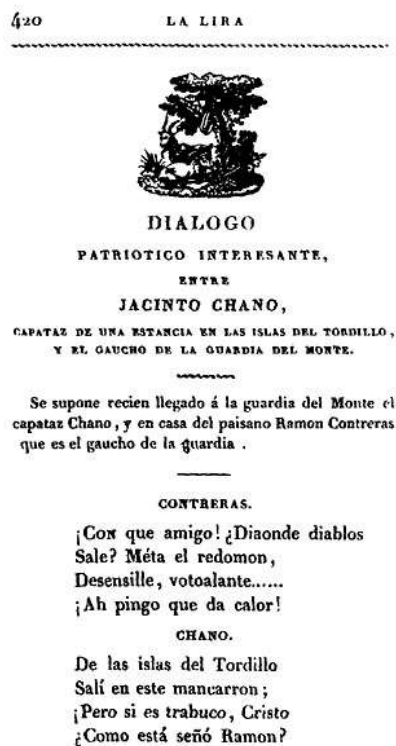 420 LA LIRA
DIALOGO
PATRIOTICO INTERESANTE,
ENTRE
JACINTO CHANO,
CAPATAZ DE UNA ESTANCIA EN LAS ISLAS DEL TORDILLO,
Y EL GAUCHO DE LA GUARDIA DEL MONTE.
Se supone recien llegado á la guardia del Monte el
capataz Chano, y en casa del paisano Ramon Contreras
que es el gaucho de la guardia .
CONTRERAS.
¡CON que amigo! ¿Diaonde diablos
Sale? Méta el redomon,
Desensille, votoalante......
¡Ah pingo que da calor!
CHANO.
De las islas del Tordillo
Salí en este mancarron;
¡Pero si es trabuco, Cristo
¿Como está señó Ramon?